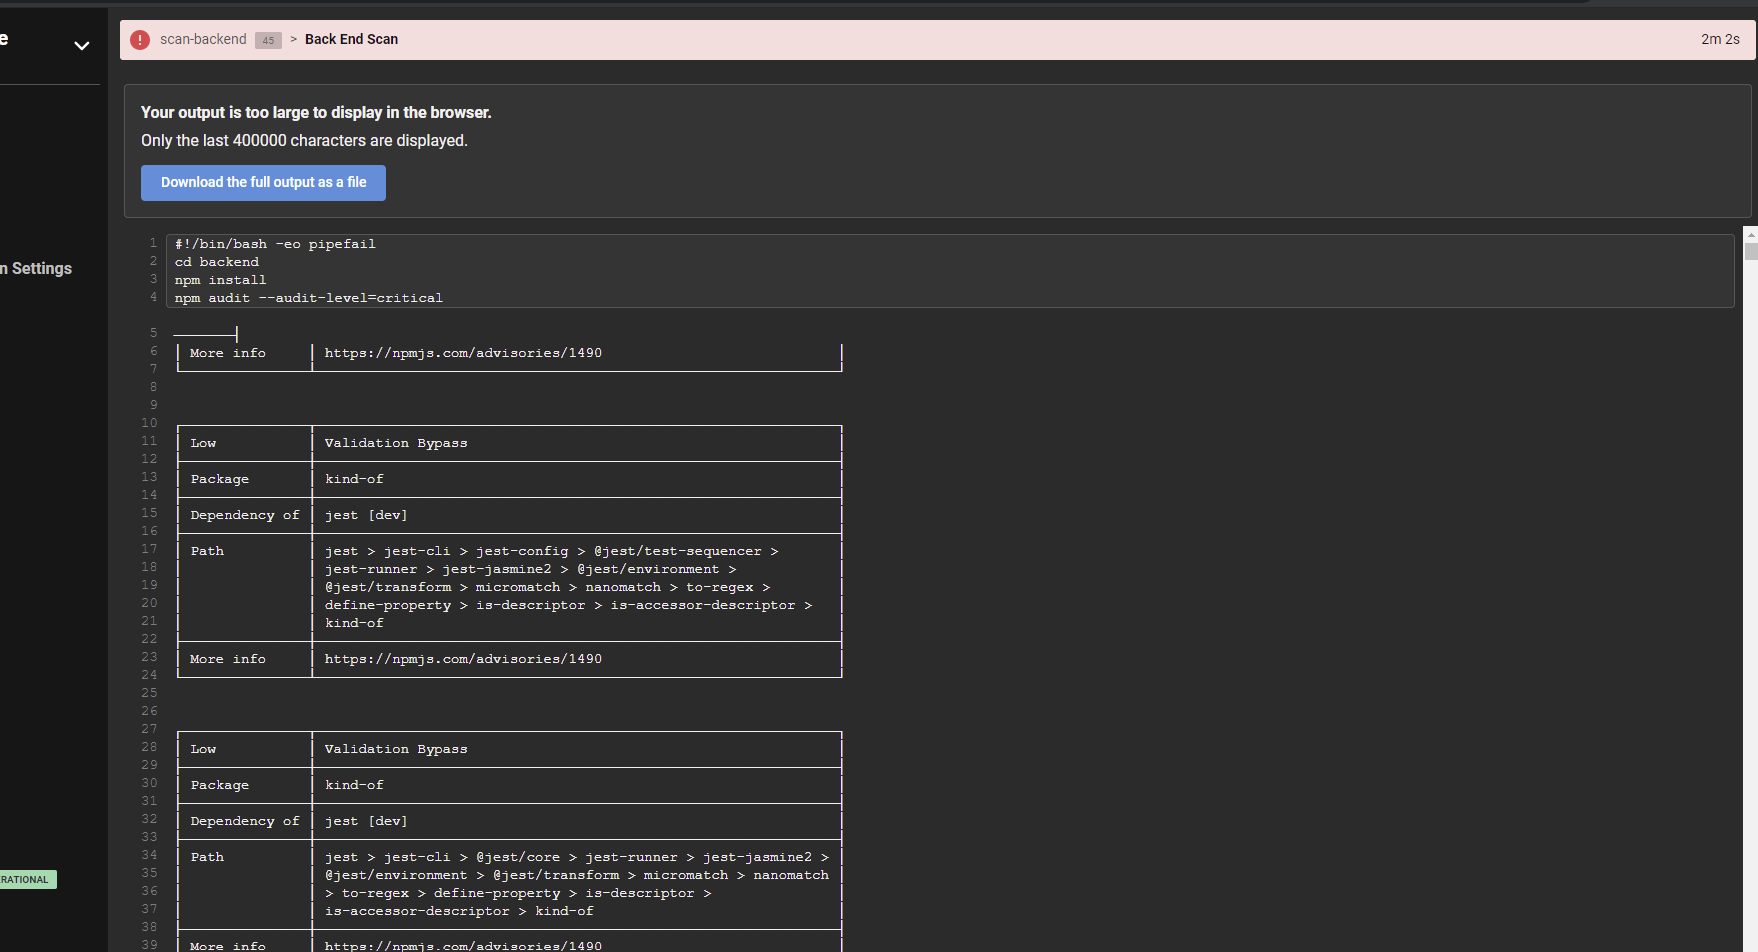 e
scan-backend 45 > Back End Scan 2m 2s
Your output is too large to display in the browser.
Only the last 400000 characters are displayed.
Download the full output as a file
n Settings
RATIONAL
1 #!/bin/bash -eo pipefail
2 cd backend
3 npm install
4 npm audit --audit-level=critical
5
6 More info https://npmjs.com/advisories/1490
7
8
9
10
11 Low Validation Bypass
12
13 Package kind-of
14
15 Dependency of jest [dev]
16
17 Path jest > jest-cli > jest-config > @jest/test-sequencer >
18 jest-runner > jest-jasmine2 > @jest/environment >
19 @jest/transform > micromatch > nanomatch > to-regex >
20 define-property > is-descriptor > is-accessor-descriptor >
21 kind-of
22
23 More info https://npmjs.com/advisories/1490
24
25
26
27
28 Low Validation Bypass
29
30 Package kind-of
31
32 Dependency of jest [dev]
33
34 Path jest > jest-cli > @jest/core > jest-runner > jest-jasmine2 >
35 @jest/environment > @jest/transform > micromatch > nanomatch
36 > to-regex > define-property > is-descriptor >
37 is-accessor-descriptor > kind-of
38
39 More info https://npmjs.com/advisories/1490